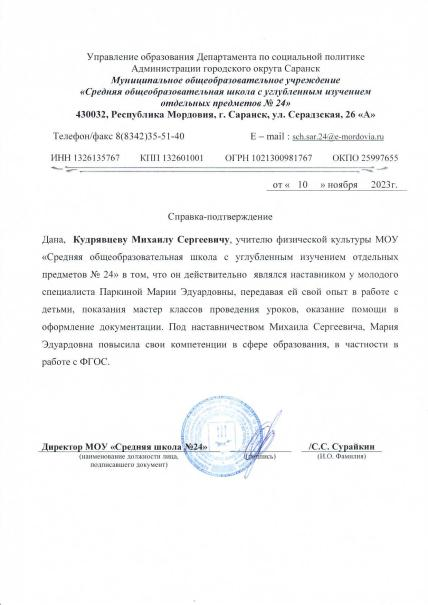 Управление образования Департамента по социальной политике
Администрации городского округа Саранск
Муниципальное общеобразовательное учреждение
«Средняя общеобразовательная школа с углубленным изучением
отдельных предметов № 24»
430032, Республика Мордовия, г. Саранск, ул. Серадзская, 26 «А»
Телефон/факс 8(8342)35-51-40 E – mail : sch.sar.24@e-mordovia.ru
ИНН 1326135767 КПП 132601001 ОГРН 1021300981767 ОКПО 25997655
от « 10 » ноября 2023г.
Справка-подтверждение
Дана, Кудрявцеву Михаилу Сергеевичу, учителю физической культуры МОУ
«Средняя общеобразовательная школа с углубленным изучением отдельных
предметов № 24» в том, что он действительно являлся наставником у молодого
специалиста Паркиной Марии Эдуардовны, передавая ей свой опыт в работе с
детьми, показания мастер классов проведения уроков, оказание помощи в
оформление документации. Под наставничеством Михаила Сергеевича, Мария
Эдуардовна повысила свои компетенции в сфере образования, в частности в
работе с ФГОС.
Директор МОУ «Средняя школа №24» /С.С. Сурайкин
(наименование должности лица, (подпись) (И.О. Фамилия)
подписавшего документ)